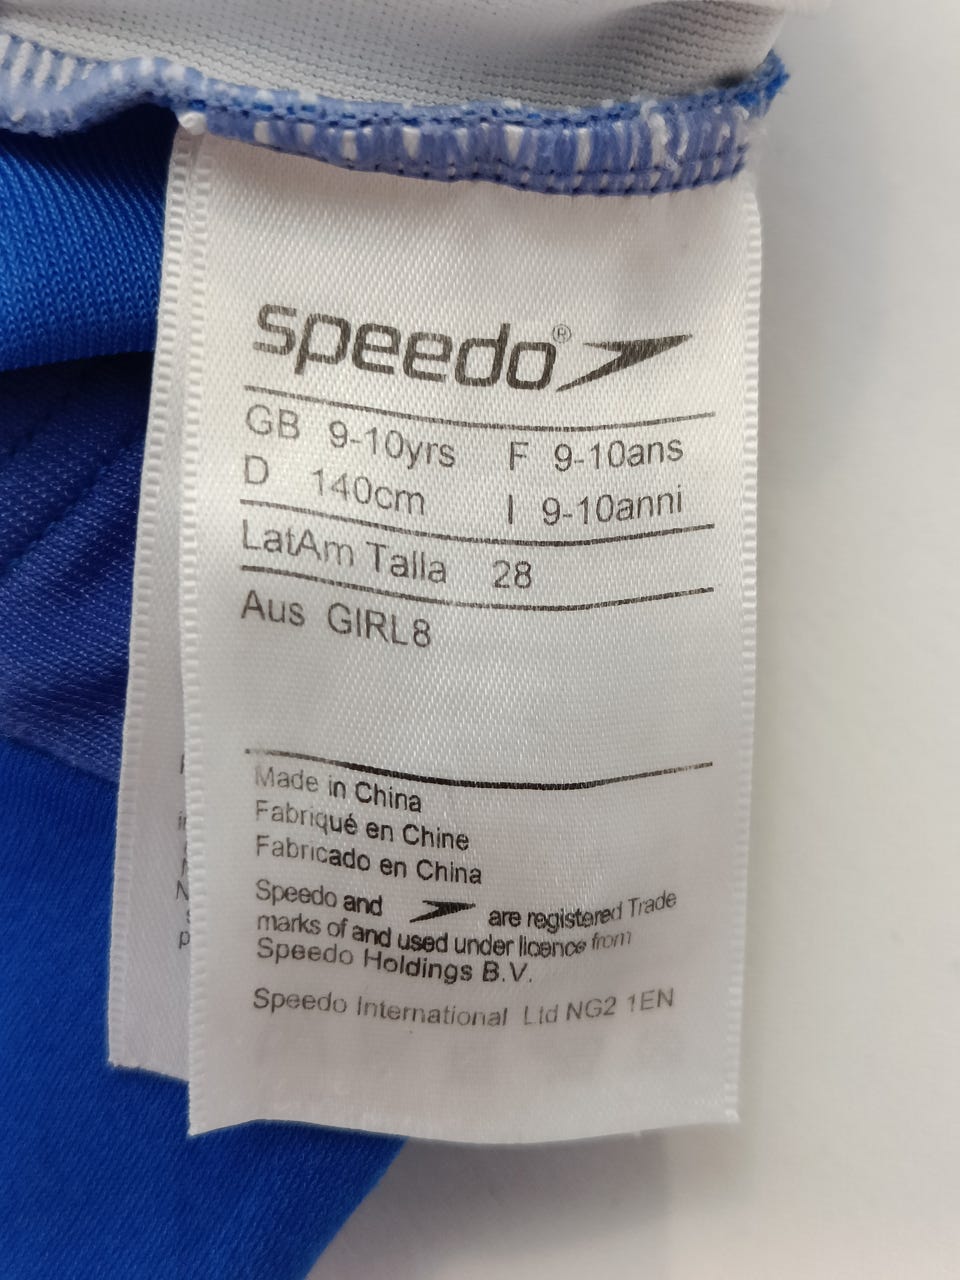 speedo®
GB 9-10yrs F 9-10ans
D 140cm I 9-10anni
LatAm Talla 28
Aus GIRL8
Made in China
Fabriqué en Chine
Fabricado en China
Speedo and are registered Trade
marks of and used under licence from
Speedo Holdings B.V.
Speedo International Ltd NG2 1EN